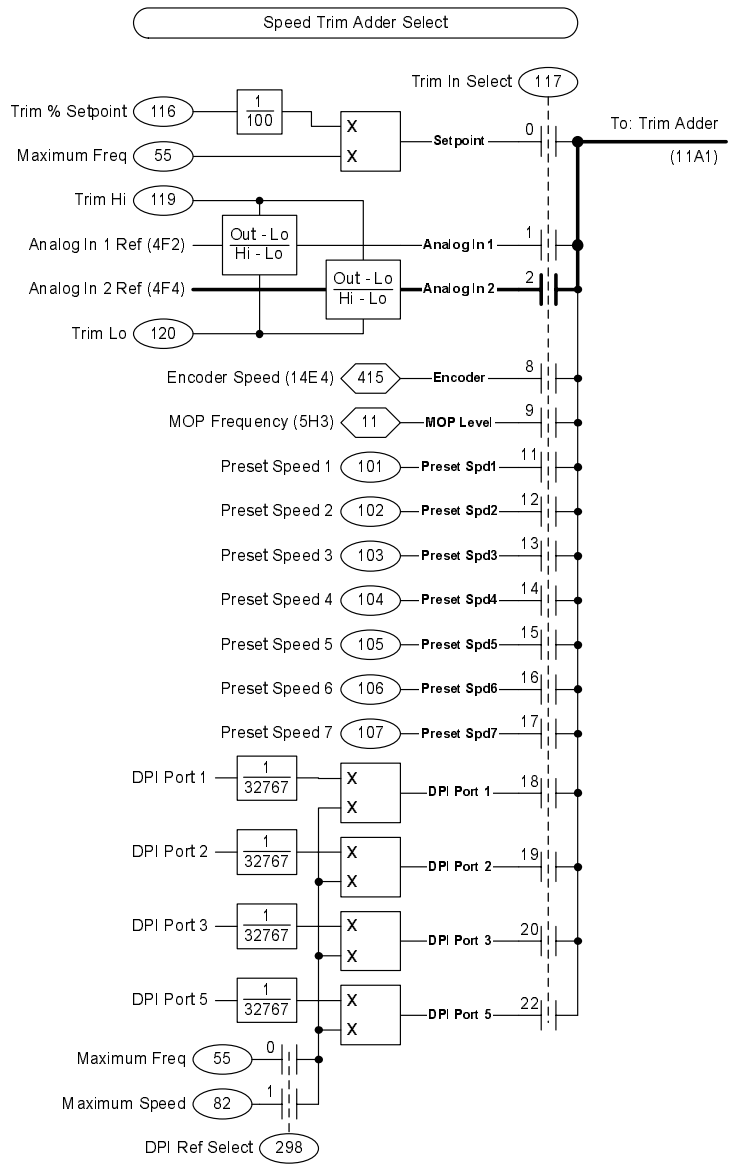 Speed Trim Adder Select
Trim In Select 117
Trim % Setpoint 116 1 X Setpoint 0 To: Trim Adder
100
Maximum Freq 55 X (11A1)
Trim Hi 119
Analog In 1 Ref (4F2) Out - Lo Analog In 1 1
Hi - Lo
Analog In 2 Ref (4F4) Out - Lo Analog In 2 2
Hi - Lo
Trim Lo 120
Encoder Speed (14E4) 415 Encoder 8
MOP Frequency (5H3) 11 MOP Level 9
Preset Speed 1 101 Preset Spd1 11
Preset Speed 2 102 Preset Spd2 12
Preset Speed 3 103 Preset Spd3 13
Preset Speed 4 104 Preset Spd4 14
Preset Speed 5 105 Preset Spd5 15
Preset Speed 6 106 Preset Spd6 16
Preset Speed 7 107 Preset Spd7 17
DPI Port 1 1 X DPI Port 1 18
32767 X
DPI Port 2 1 X DPI Port 2 19
32767 X
DPI Port 3 1 X DPI Port 3 20
32767 X
DPI Port 5 1 X DPI Port 5 22
32767 X
Maximum Freq 55 0
Maximum Speed 82 1
DPI Ref Select 298